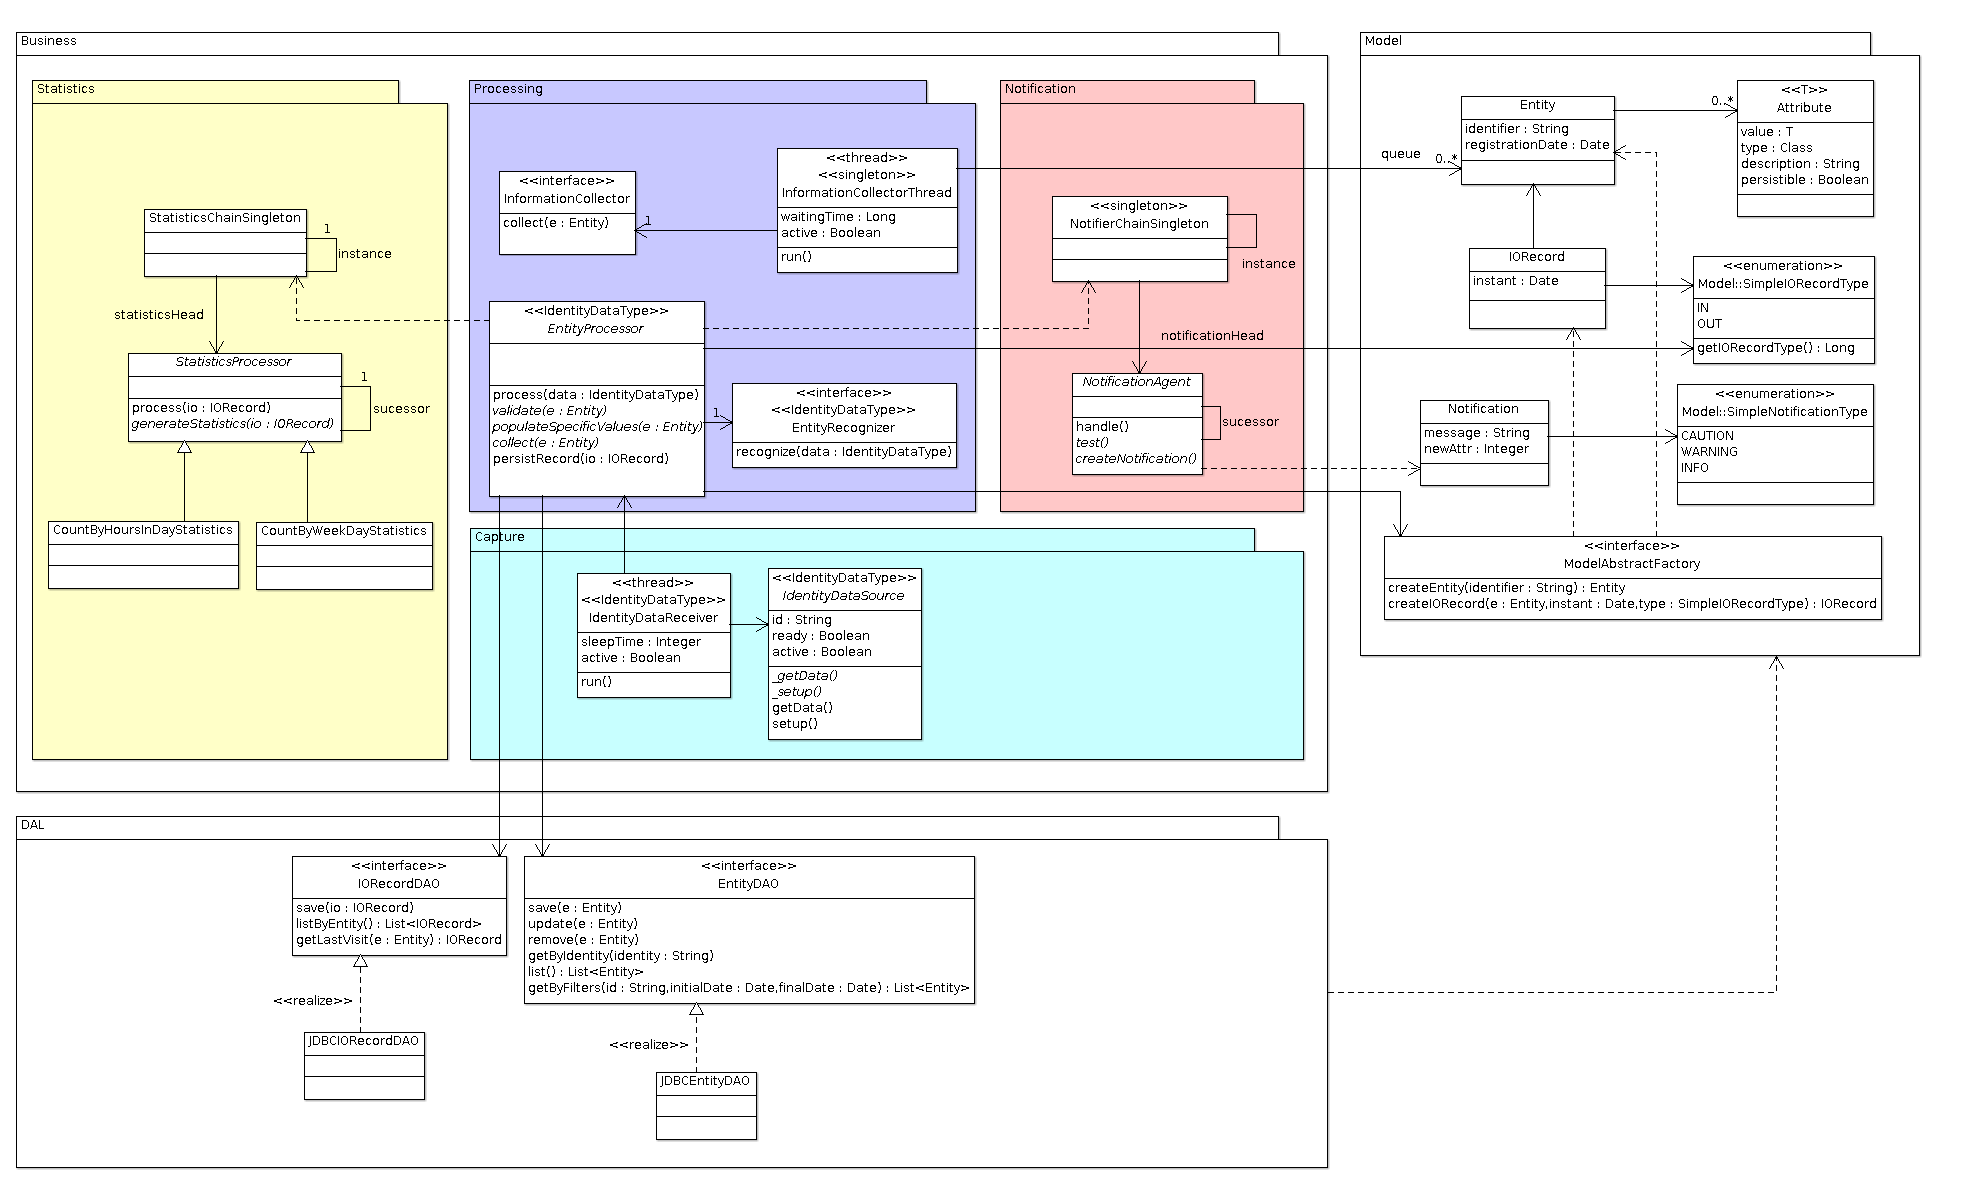 Business
Statistics
StatisticsChainSingleton
1
instance
statisticsHead
StatisticsProcessor
process(io : IORecord)
generateStatistics(io : IORecord)
1
sucessor
CountByHoursInDayStatistics
CountByWeekDayStatistics
Processing
<<interface>>
InformationCollector
collect(e : Entity)
1
<<thread>>
<<singleton>>
InformationCollectorThread
waitingTime : Long
active : Boolean
run()
<<IdentityDataType>>
EntityProcessor
process(data : IdentityDataType)
validate(e : Entity)
populateSpecificValues(e : Entity)
collect(e : Entity)
persistRecord(io : IORecord)
1
<<interface>>
<<IdentityDataType>>
EntityRecognizer
recognize(data : IdentityDataType)
Notification
<<singleton>>
NotifierChainSingleton
instance
notificationHead
NotificationAgent
handle()
test()
createNotification()
sucessor
Capture
<<thread>>
<<IdentityDataType>>
IdentityDataReceiver
sleepTime : Integer
active : Boolean
run()
<<IdentityDataType>>
IdentityDataSource
id : String
ready : Boolean
active : Boolean
_getData()
_setup()
getData()
setup()
Model
queue
0..*
Entity
identifier : String
registrationDate : Date
0..*
<<T>>
Attribute
value : T
type : Class
description : String
persistible : Boolean
IORecord
instant : Date
<<enumeration>>
Model::SimpleIORecordType
IN
OUT
getIORecordType() : Long
Notification
message : String
newAttr : Integer
<<enumeration>>
Model::SimpleNotificationType
CAUTION
WARNING
INFO
<<interface>>
ModelAbstractFactory
createEntity(identifier : String) : Entity
createIORecord(e : Entity,instant : Date,type : SimpleIORecordType) : IORecord
DAL
<<interface>>
IORecordDAO
save(io : IORecord)
listByEntity() : List<IORecord>
getLastVisit(e : Entity) : IORecord
<<realize>>
JDBCIORecordDAO
<<interface>>
EntityDAO
save(e : Entity)
update(e : Entity)
remove(e : Entity)
getByIdentity(identity : String)
list() : List<Entity>
getByFilters(id : String,initialDate : Date,finalDate : Date) : List<Entity>
<<realize>>
JDBCEntityDAO